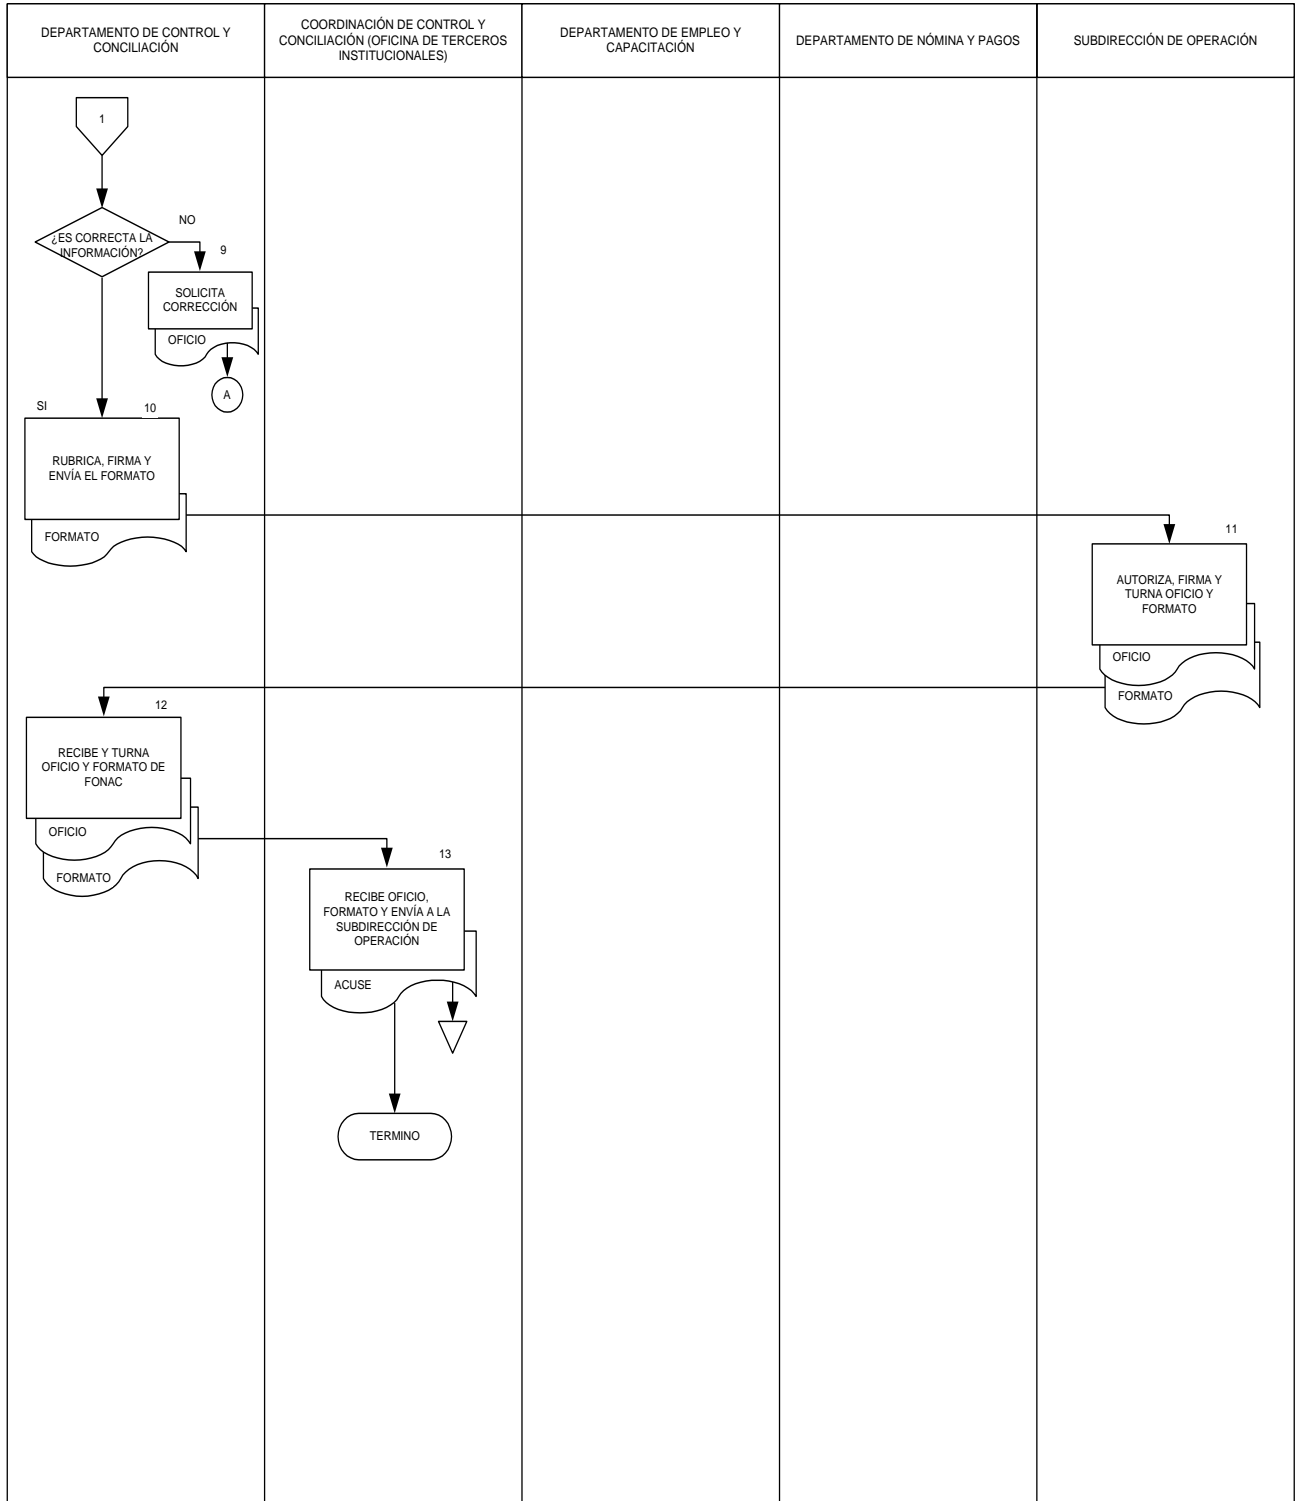 DEPARTAMENTO DE CONTROL Y
CONCILIACIÓN
COORDINACIÓN DE CONTROL Y
CONCILIACIÓN (OFICINA DE TERCEROS
INSTITUCIONALES)
DEPARTAMENTO DE EMPLEO Y
CAPACITACIÓN
DEPARTAMENTO DE NÓMINA Y PAGOS
SUBDIRECCIÓN DE OPERACIÓN
1
¿ES CORRECTA LA
INFORMACIÓN?
NO
9
SOLICITA
CORRECCIÓN
OFICIO
A
SI
10
RUBRICA, FIRMA Y
ENVÍA EL FORMATO
FORMATO
11
AUTORIZA, FIRMA Y
TURNA OFICIO Y
FORMATO
OFICIO
FORMATO
12
RECIBE Y TURNA
OFICIO Y FORMATO DE
FONAC
OFICIO
FORMATO
13
RECIBE OFICIO,
FORMATO Y ENVÍA A LA
SUBDIRECCIÓN DE
OPERACIÓN
ACUSE
TERMINO